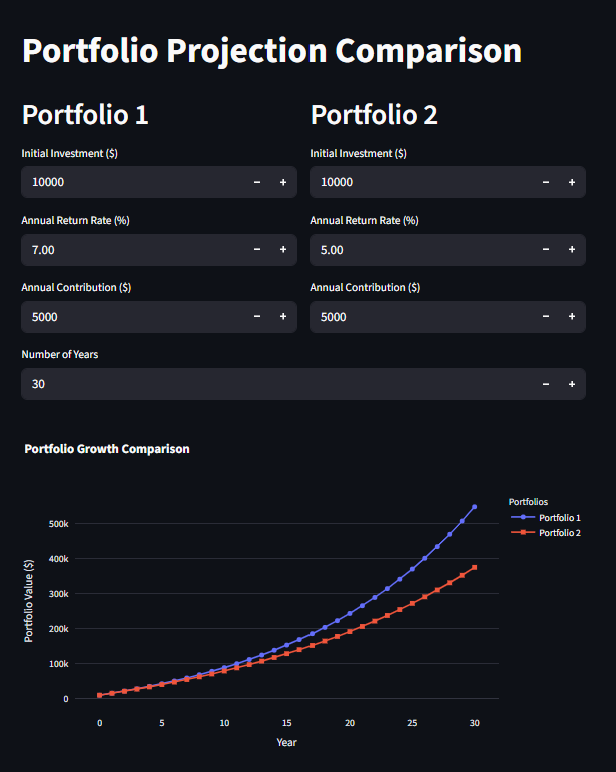 Portfolio Projection Comparison
Portfolio 1
Initial Investment ($)
10000
− +
Annual Return Rate (%)
7.00
− +
Annual Contribution ($)
5000
− +
Portfolio 2
Initial Investment ($)
10000
− +
Annual Return Rate (%)
5.00
− +
Annual Contribution ($)
5000
− +
Number of Years
30
− +
Portfolio Growth Comparison
Portfolio Value ($)
500k
400k
300k
200k
100k
0
0 5 10 15 20 25 30
Year
Portfolios
Portfolio 1
Portfolio 2